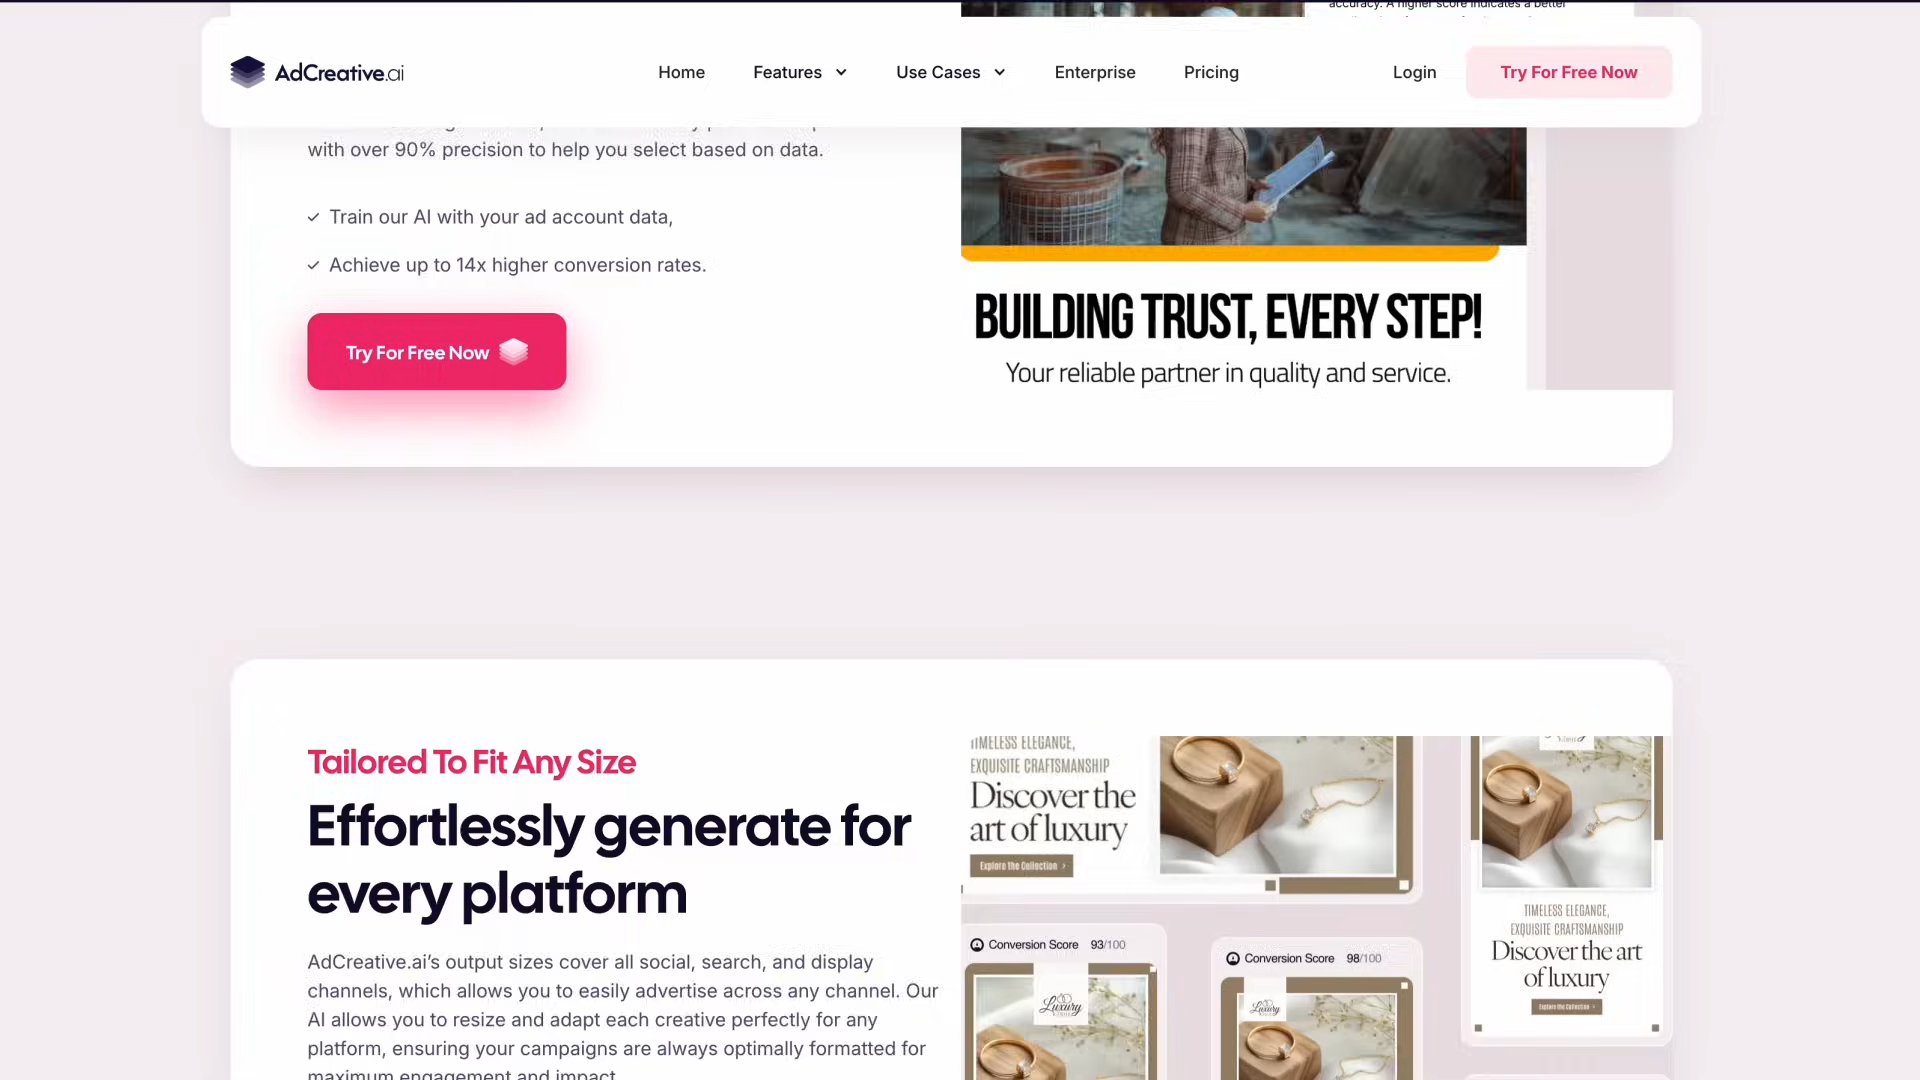 accuracy. A higher score indicates a better
AdCreative.ai
Home
Features
Use Cases
Enterprise
Pricing
Login
Try For Free Now
with over 90% precision to help you select based on data.
Train our AI with your ad account data,
Achieve up to 14x higher conversion rates.
Try For Free Now
BUILDING TRUST, EVERY STEP!
Your reliable partner in quality and service.
Tailored To Fit Any Size
Effortlessly generate for
every platform
AdCreative.ai’s output sizes cover all social, search, and display
channels, which allows you to easily advertise across any channel. Our
AI allows you to resize and adapt each creative perfectly for any
platform, ensuring your campaigns are always optimally formatted for
maximum engagement and impact.
TIMELESS ELEGANCE,
EXQUISITE CRAFTSMANSHIP
Discover the
art of luxury
Explore the Collection
Conversion Score 93/100
Luxury
Conversion Score 98/100
Luxury
TIMELESS ELEGANCE,
EXQUISITE CRAFTSMANSHIP
Discover the art
of luxury
Explore the Collection